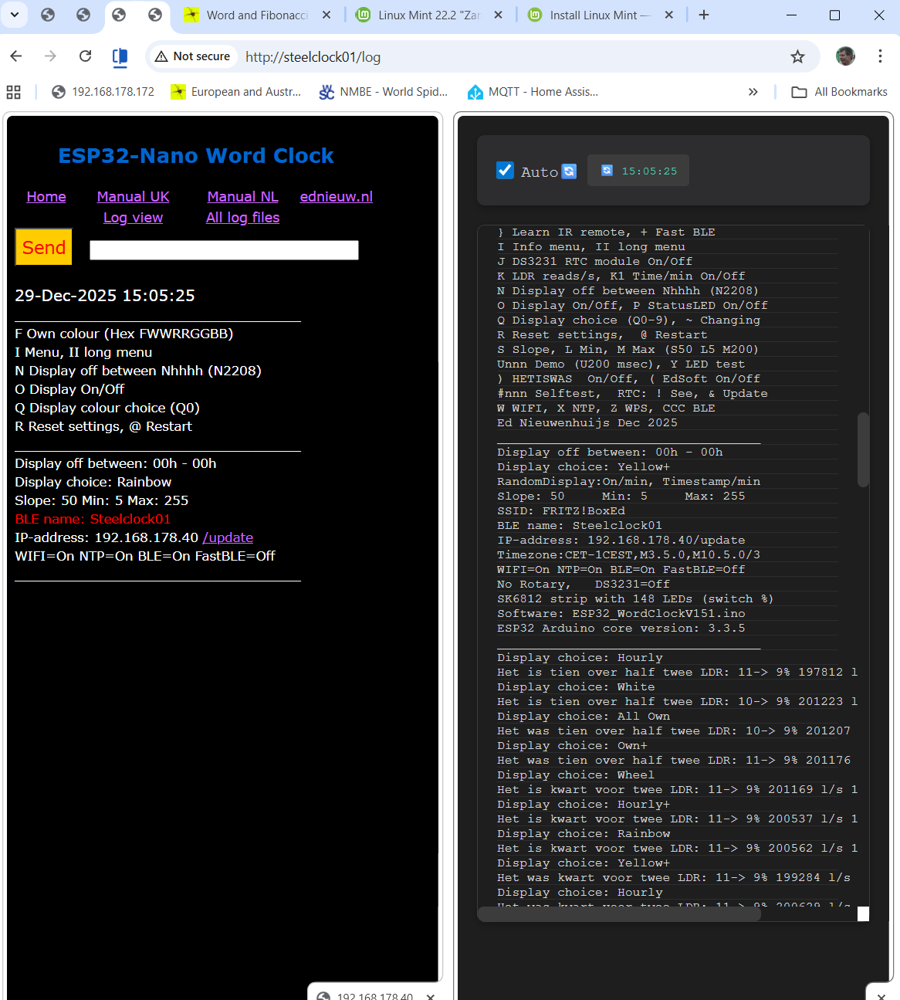 Word and Fibonacci
Linux Mint 22.2 "Zar
Install Linux Mint —
Not secure
http://steelclock01/log
192.168.178.172
European and Austr...
NMBE - World Spid...
MQTT - Home Assis...
All Bookmarks
ESP32-Nano Word Clock
Home Manual UK Manual NL ednieuw.nl
Log view All log files
Send
29-Dec-2025 15:05:25
F Own colour (Hex FWWRRGGBB)
I Menu, II long menu
N Display off between Nhhhh (N2208)
O Display On/Off
Q Display colour choice (Q0)
R Reset settings, @ Restart
Display off between: 00h - 00h
Display choice: Rainbow
Slope: 50 Min: 5 Max: 255
BLE name: Steelclock01
IP-address: 192.168.178.40 /update
WIFI=On NTP=On BLE=On FastBLE=Off
192.168.178.40
Auto 15:05:25
} Learn IR remote, + Fast BLE
I Info menu, II long menu
J DS3231 RTC module On/Off
K LDR reads/s, K1 Time/min On/Off
N Display off between Nhhhh (N2208)
O Display On/Off, P StatusLED On/Off
Q Display choice (Q0-9), ~ Changing
R Reset settings,  @ Restart
S Slope, L Min, M Max (S50 L5 M200)
Unnn Demo (U200 msec), Y LED test
) HETISWAS  On/Off, ( EdSoft On/Off
#nnn Selftest,  RTC: ! See, & Update
W WIFI, X NTP, Z WPS, CCC BLE
Ed Nieuwenhuijs Dec 2025
Display off between: 00h - 00h
Display choice: Yellow+
RandomDisplay:On/min, Timestamp/min
Slope: 50     Min: 5     Max: 255
SSID: FRITZ!BoxEd
BLE name: Steelclock01
IP-address: 192.168.178.40/update
Timezone:CET-1CEST,M3.5.0,M10.5.0/3
WIFI=On NTP=On BLE=On FastBLE=Off
No Rotary,   DS3231=Off
SK6812 strip with 148 LEDs (switch %)
Software: ESP32_WordClockV151.ino
ESP32 Arduino core version: 3.3.5
Display choice: Hourly
Het is tien over half twee LDR: 11-> 9% 197812 l
Display choice: White
Het is tien over half twee LDR: 10-> 9% 201223 l
Display choice: All Own
Het was tien over half twee LDR: 10-> 9% 201207
Display choice: Own+
Het was tien over half twee LDR: 11-> 9% 201176
Display choice: Wheel
Het is kwart voor twee LDR: 11-> 9% 201169 l/s 1
Display choice: Hourly+
Het is kwart voor twee LDR: 11-> 9% 200537 l/s 1
Display choice: Rainbow
Het is kwart voor twee LDR: 11-> 9% 200562 l/s 1
Display choice: Yellow+
Het was kwart voor twee LDR: 11-> 9% 199284 l/s
Display choice: Hourly
Het was kwart voor twee LDR: 11-> 9% 200629 l/s